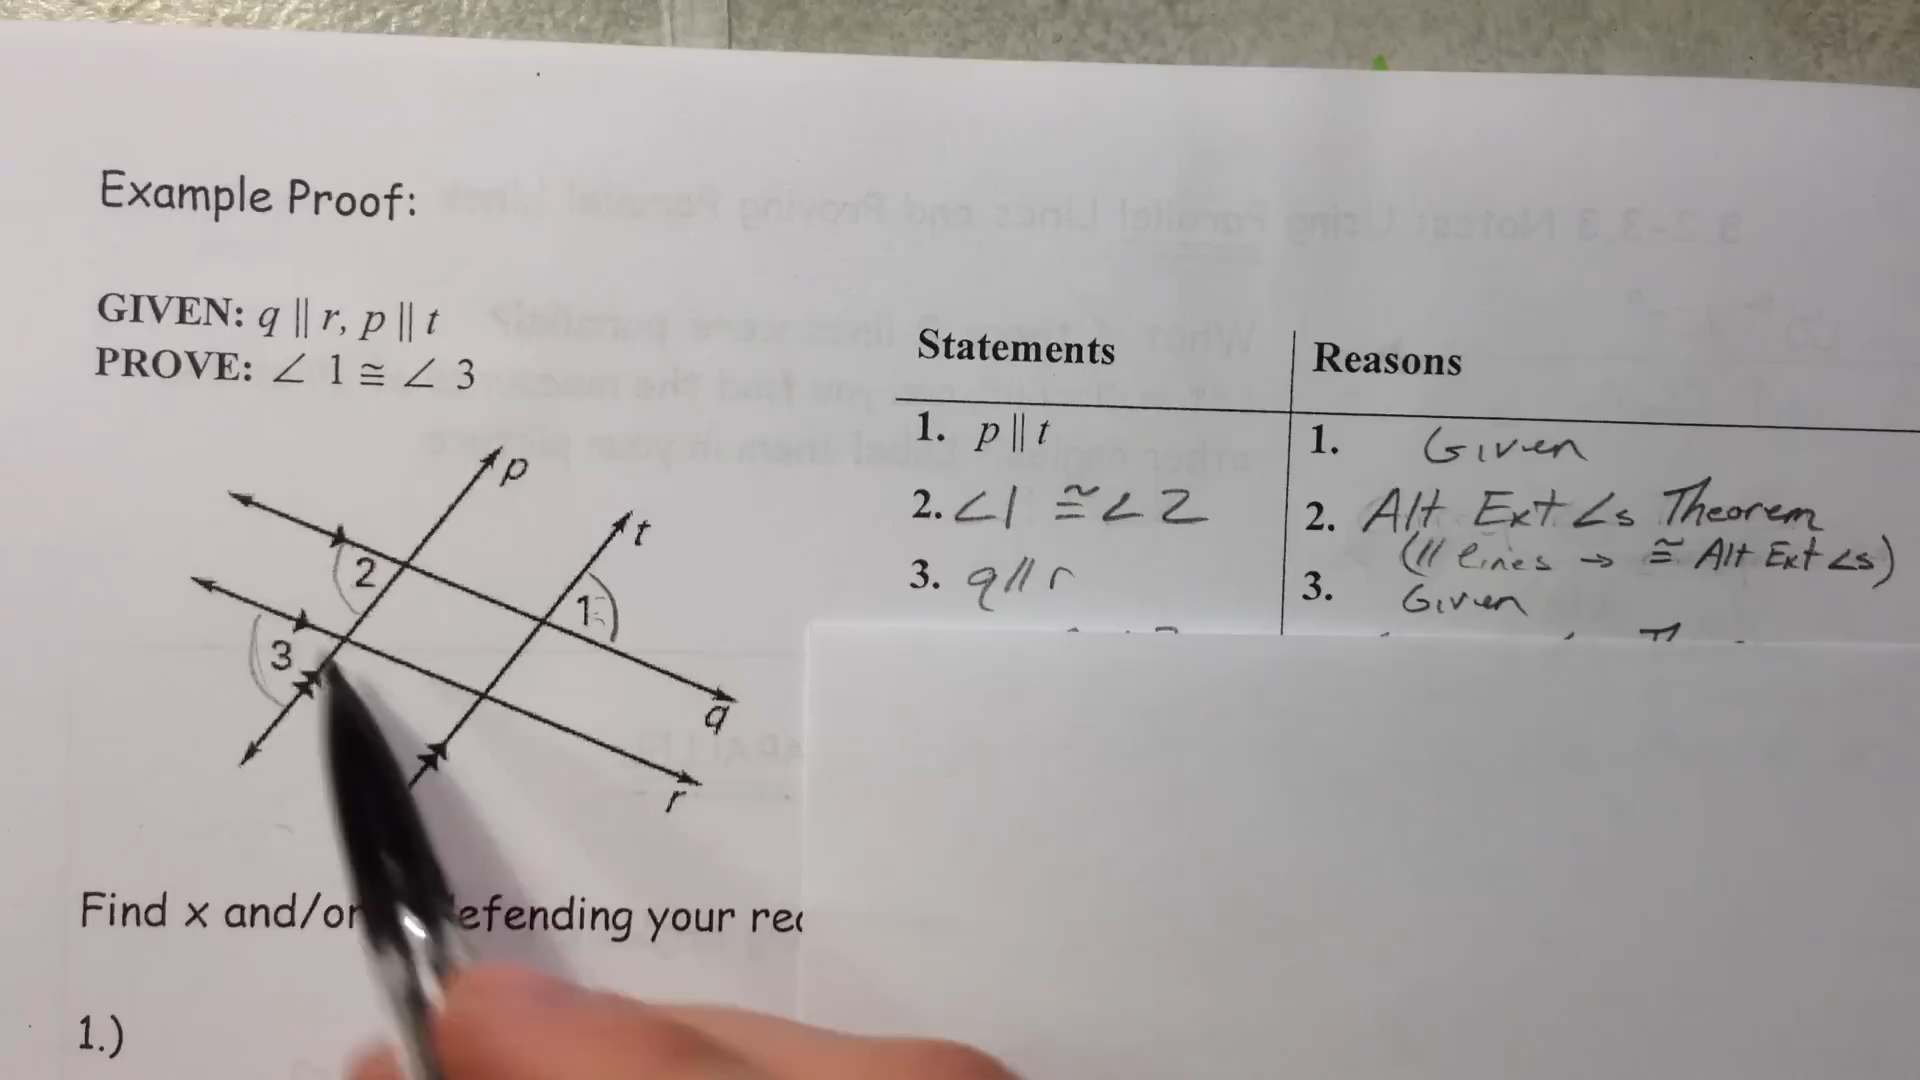 Example Proof:
GIVEN: q || r, p || t
PROVE: ∠ 1 ≅ ∠ 3
Statements
Reasons
1. p || t
1. Given
2. ∠1 ≅ ∠2
2. Alt Ext ∠s Theorem
(// lines → ≅ Alt Ext ∠s)
3. q // r
3. Given
p
t
2
1
3
q
r
Find x and/or efending your
1.)